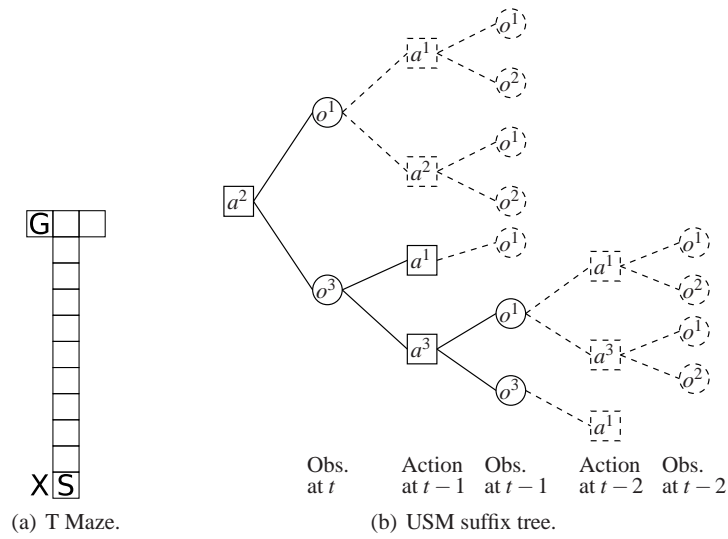 o¹
a¹
o²
o¹
o¹
a²
a²
o²
G
a¹
o¹
o¹
a¹
o³
o²
o¹
o¹
a³
a³
o²
o³
a¹
Obs. Action Obs. Action Obs.
at t at t − 1 at t − 1 at t − 2 at t − 2
X S
(a) T Maze. (b) USM suffix tree.